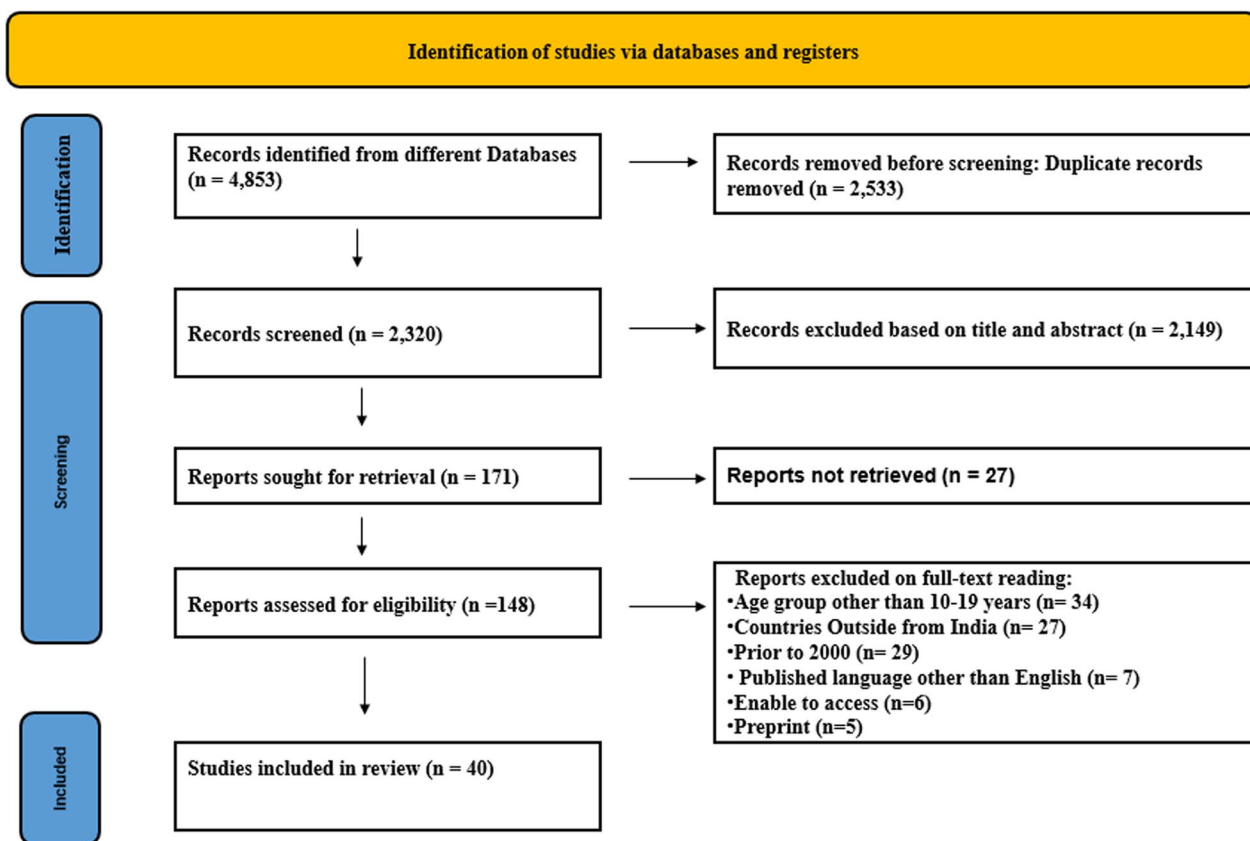 Identification of studies via databases and registers
Identification
Records identified from different Databases
(n = 4,853)
Records removed before screening: Duplicate records
removed (n = 2,533)
Screening
Records screened (n = 2,320)
Records excluded based on title and abstract (n = 2,149)
Reports sought for retrieval (n = 171)
Reports not retrieved (n = 27)
Reports assessed for eligibility (n =148)
Reports excluded on full-text reading:
•Age group other than 10-19 years (n= 34)
•Countries Outside from India (n= 27)
•Prior to 2000 (n= 29)
• Published language other than English (n= 7)
•Enable to access (n=6)
•Preprint (n=5)
Included
Studies included in review (n = 40)